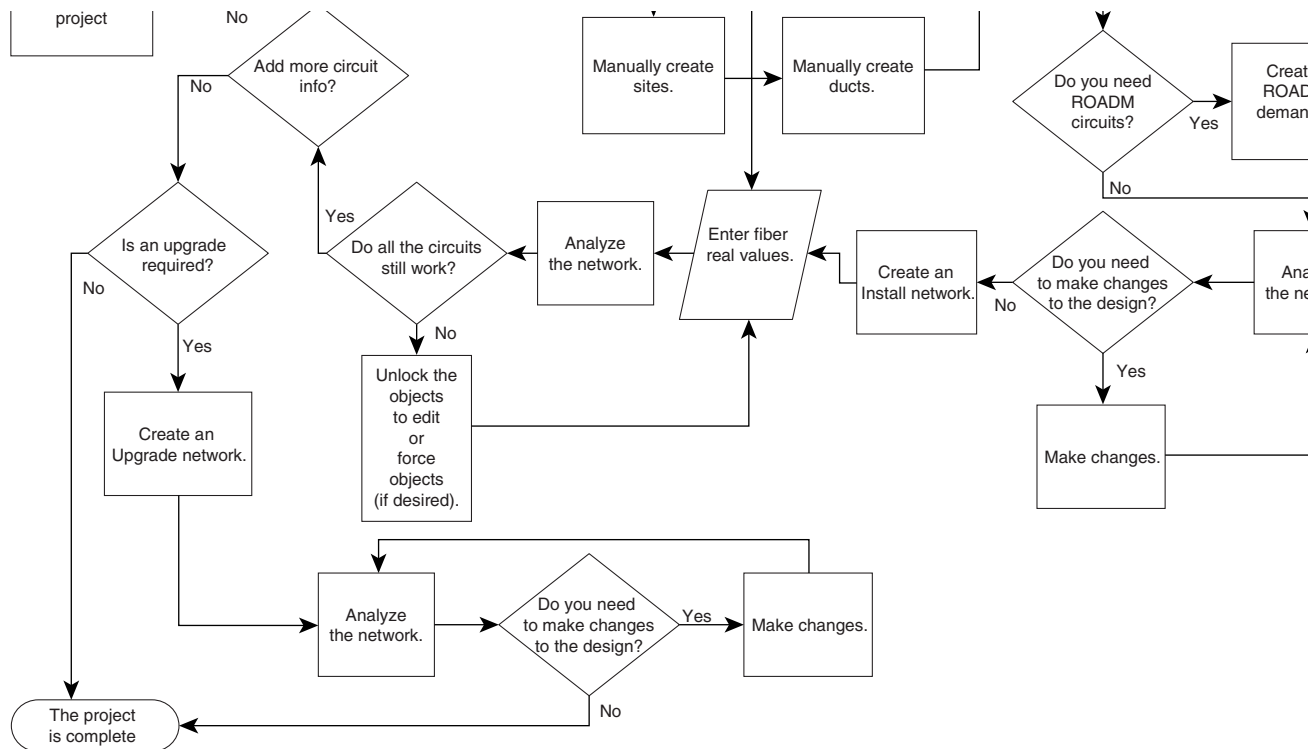 project
No
Add more circuit
info?
No
Manually create
sites.
Manually create
ducts.
Do you need
ROADM
circuits?
Yes
No
Is an upgrade
required?
No
Yes
Yes
Do all the circuits
still work?
No
Analyze
the network.
Enter fiber
real values.
Create an
Install network.
Do you need
to make changes
to the design?
No
Yes
Make changes.
Create an
Upgrade network.
Unlock the
objects
to edit
or
force
objects
(if desired).
Analyze
the network.
Do you need
to make changes
to the design?
Yes
Make changes.
No
The project
is complete